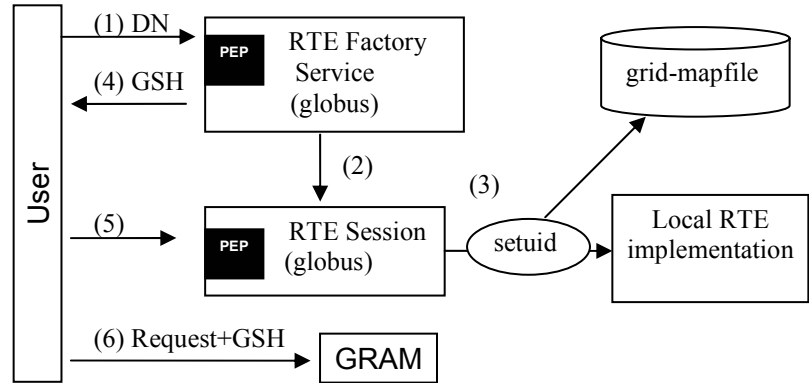 (1) DN
PEP
RTE Factory
Service
(globus)
grid-mapfile
(4) GSH
(2)
(3)
User
(5)
PEP
RTE Session
(globus)
setuid
Local RTE
implementation
(6) Request+GSH
GRAM